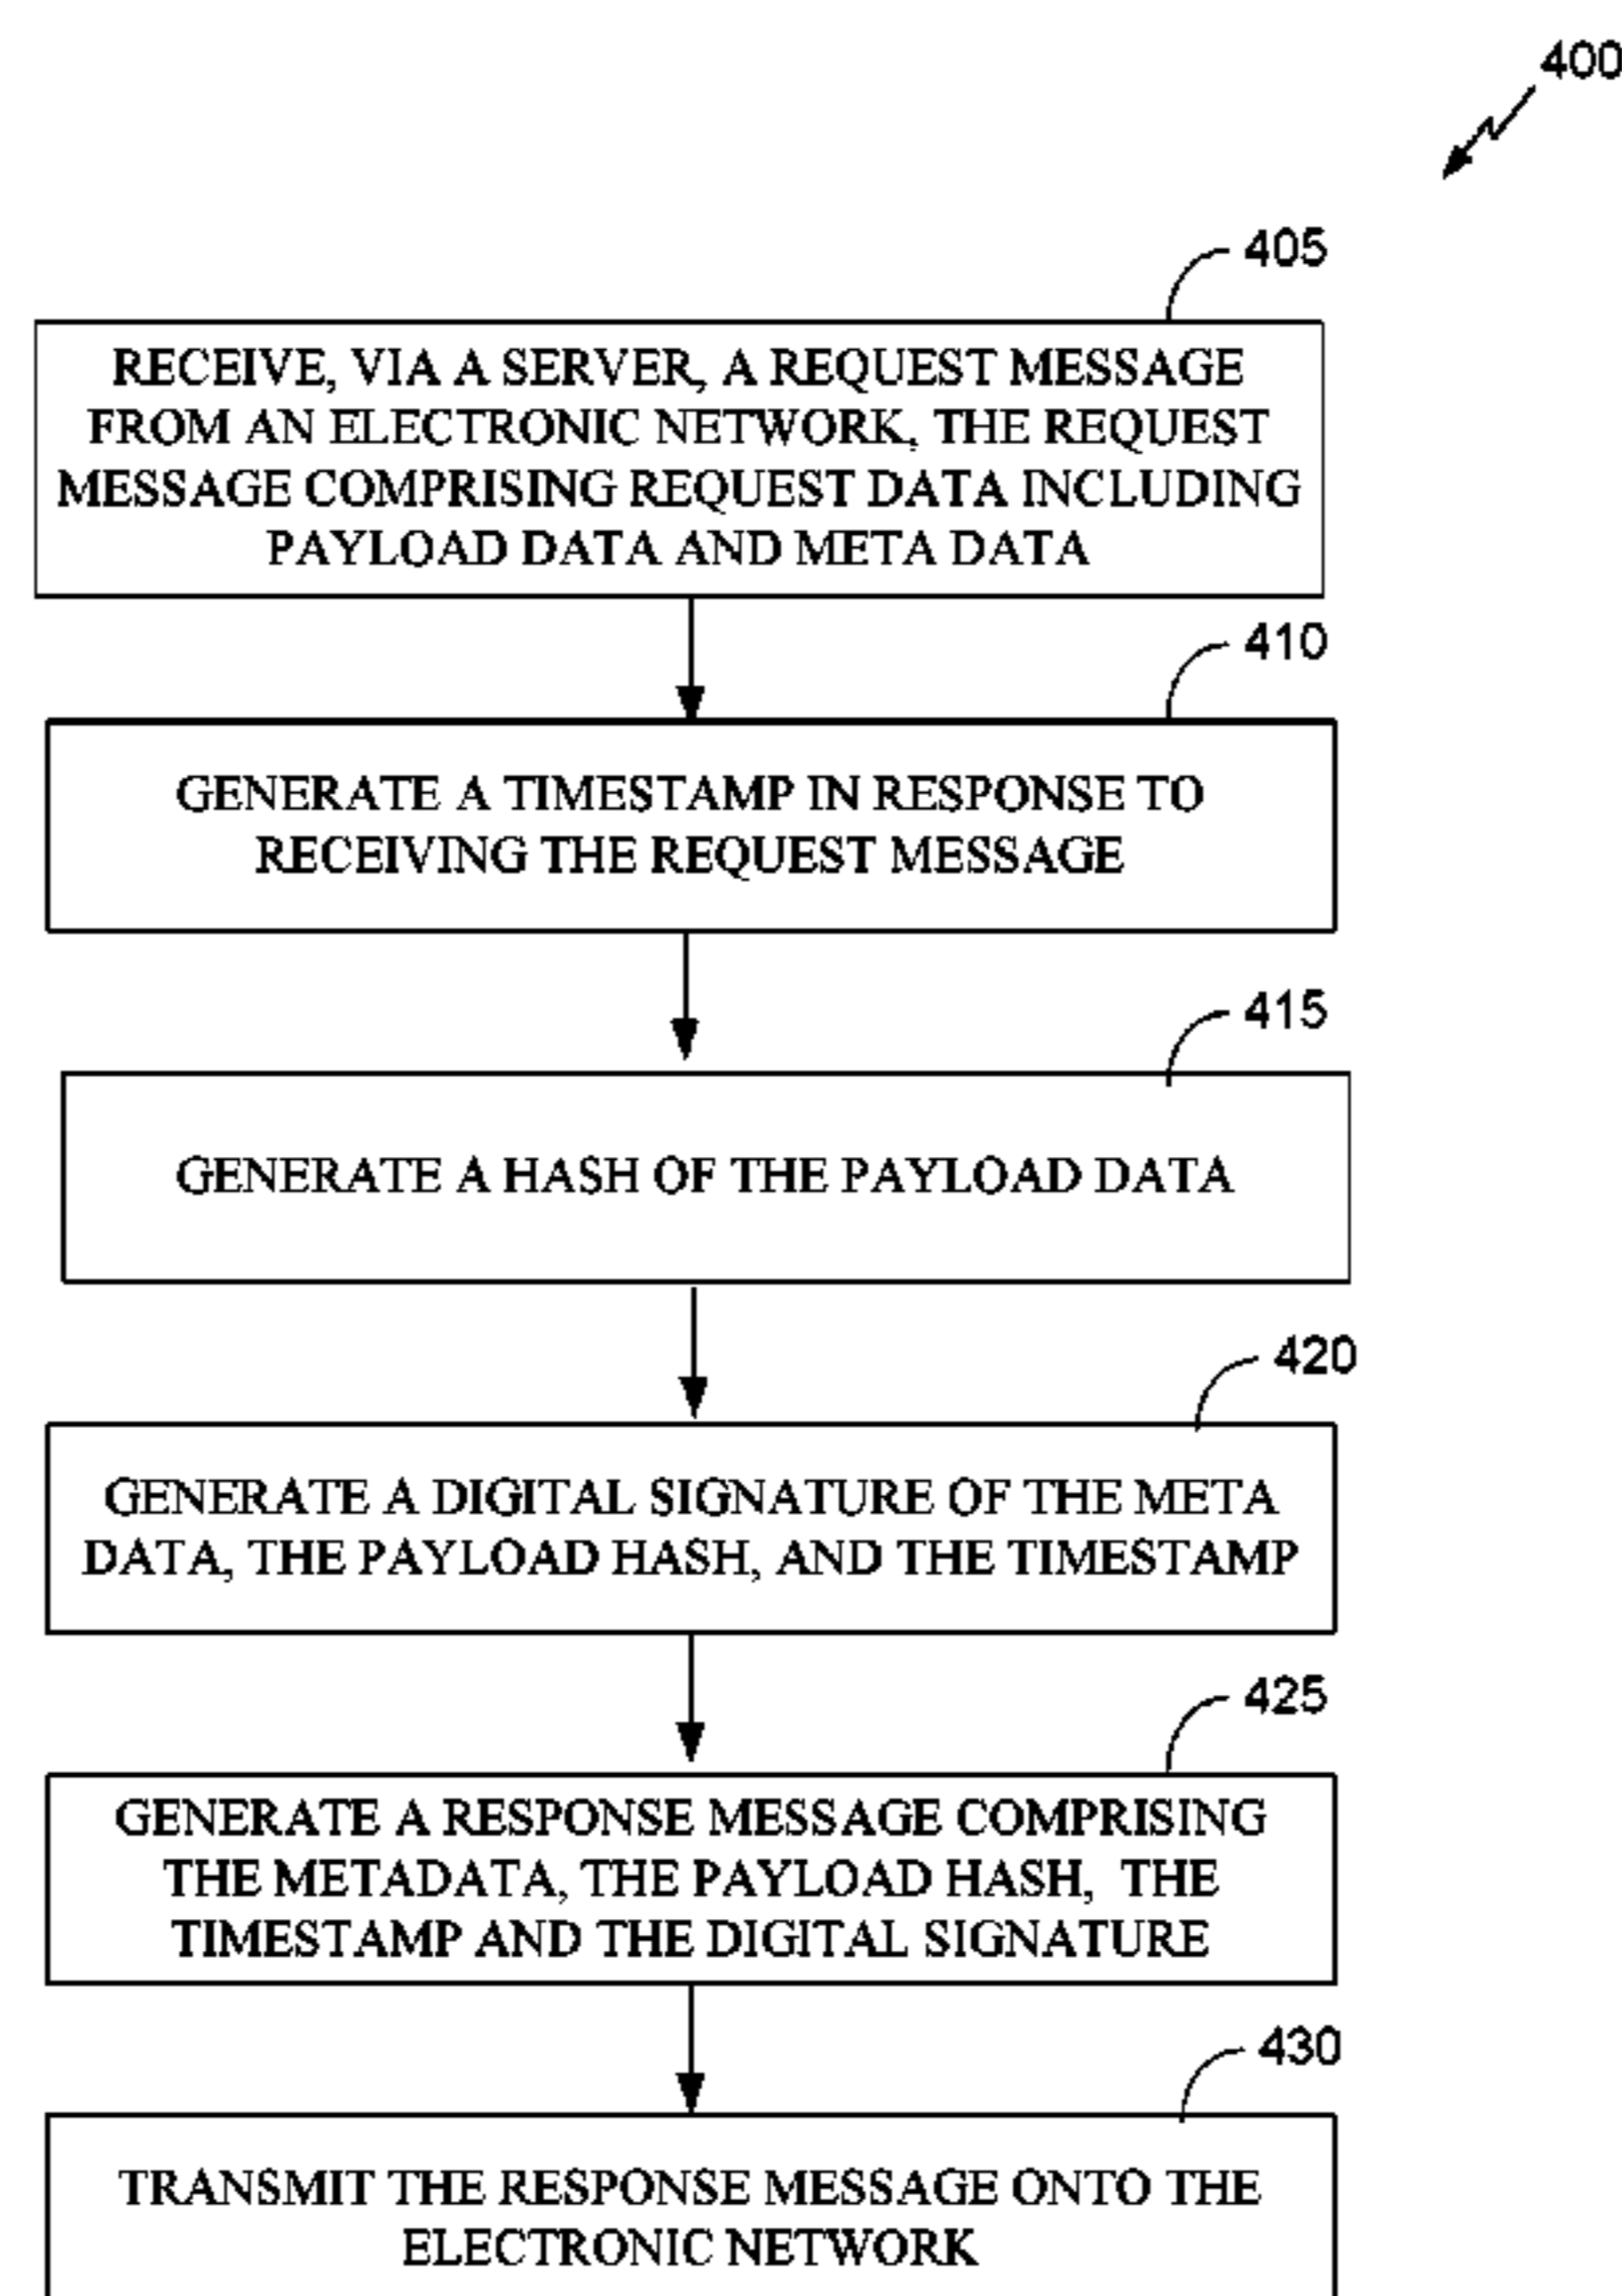 400
405
RECEIVE, VIA A SERVER, A REQUEST MESSAGE
FROM AN ELECTRONIC NETWORK, THE REQUEST
MESSAGE COMPRISING REQUEST DATA INCLUDING
PAYLOAD DATA AND META DATA
410
GENERATE A TIMESTAMP IN RESPONSE TO
RECEIVING THE REQUEST MESSAGE
415
GENERATE A HASH OF THE PAYLOAD DATA
420
GENERATE A DIGITAL SIGNATURE OF THE META
DATA, THE PAYLOAD HASH, AND THE TIMESTAMP
425
GENERATE A RESPONSE MESSAGE COMPRISING
THE METADATA, THE PAYLOAD HASH, THE
TIMESTAMP AND THE DIGITAL SIGNATURE
430
TRANSMIT THE RESPONSE MESSAGE ONTO THE
ELECTRONIC NETWORK